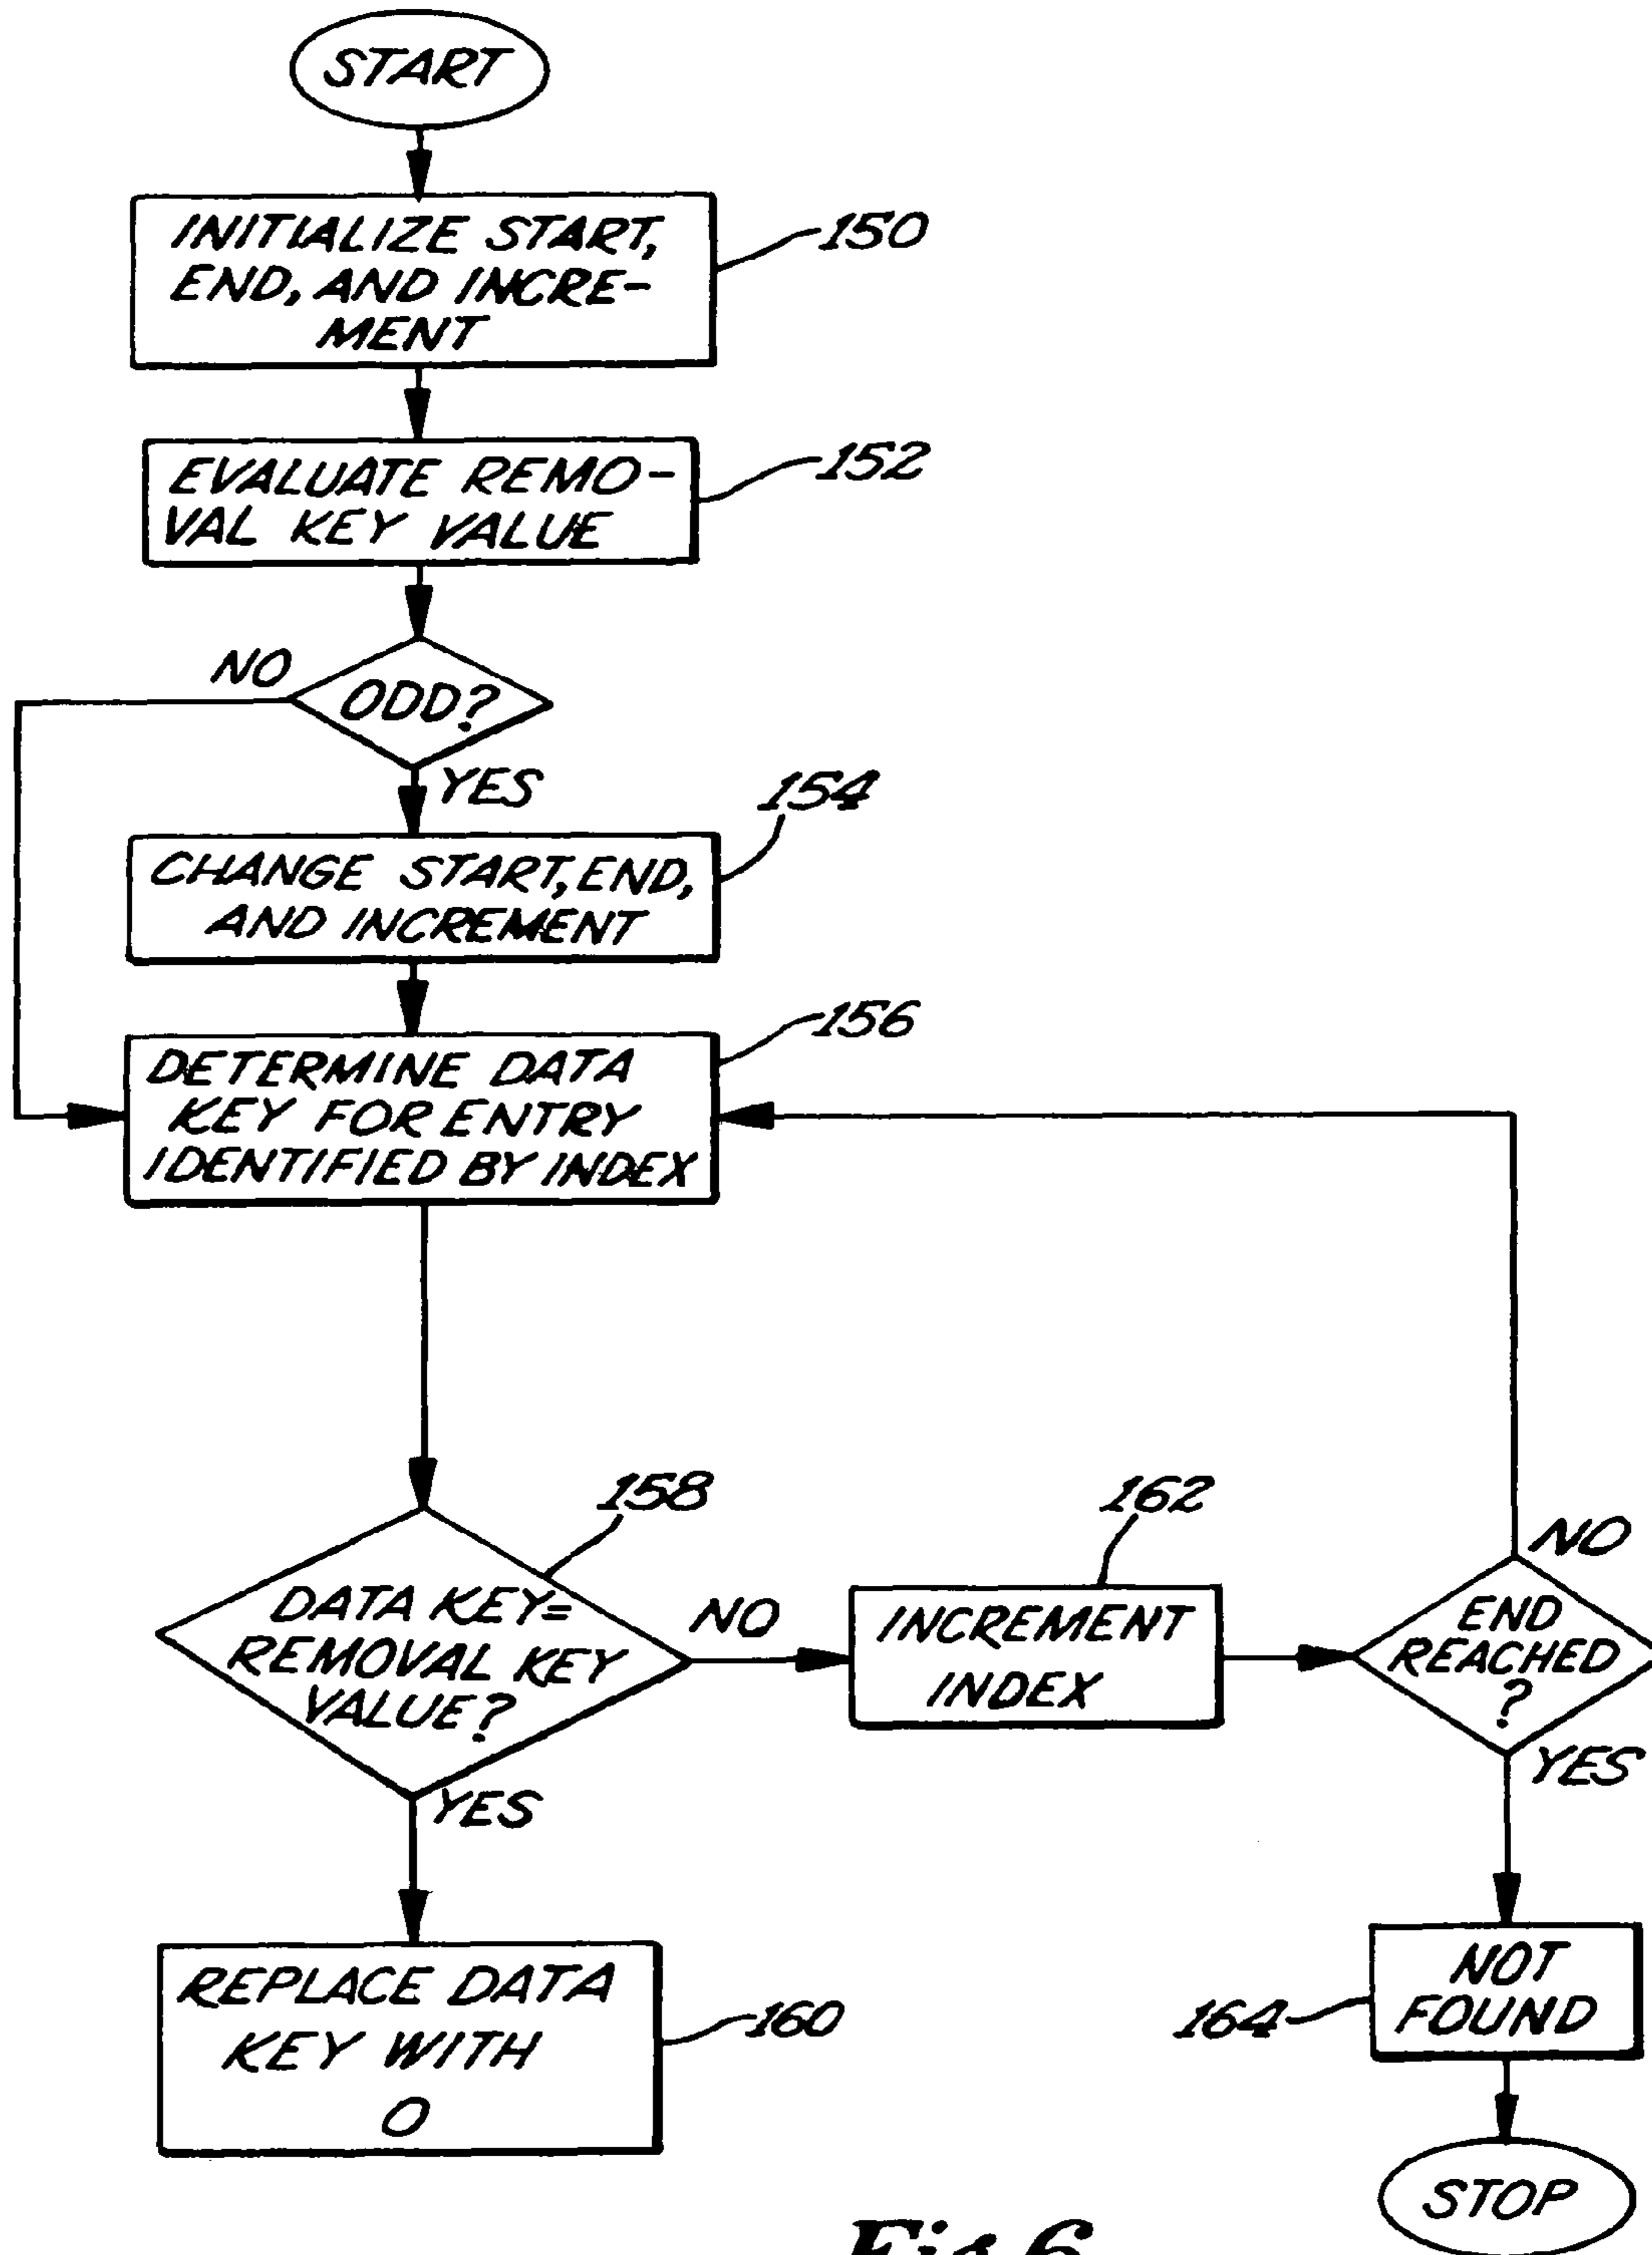 START
INITIALIZE START,
END, AND INCRE-
MENT
150
EVALUATE REMO-
VAL KEY VALUE
152
NO
ODD?
YES
154
CHANGE START, END,
AND INCREMENT
156
DETERMINE DATA
KEY FOR ENTRY
IDENTIFIED BY INDEX
158
DATA KEY=
REMOVAL KEY
VALUE?
NO
YES
162
INCREMENT
INDEX
NO
END
REACHED
?
YES
REPLACE DATA
KEY WITH
0
160
164
NOT
FOUND
STOP
Fig.6